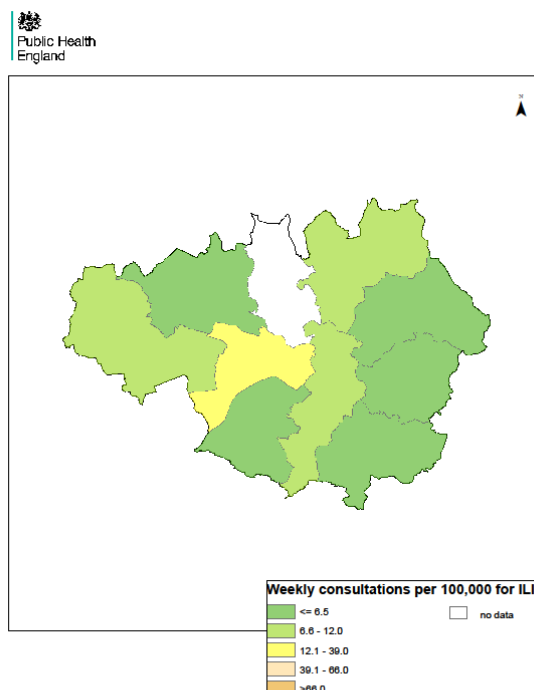 Public Health
England
N
Weekly consultations per 100,000 for ILI
<= 6.5
no data
6.6 - 12.0
12.1 - 39.0
39.1 - 66.0
>66.0